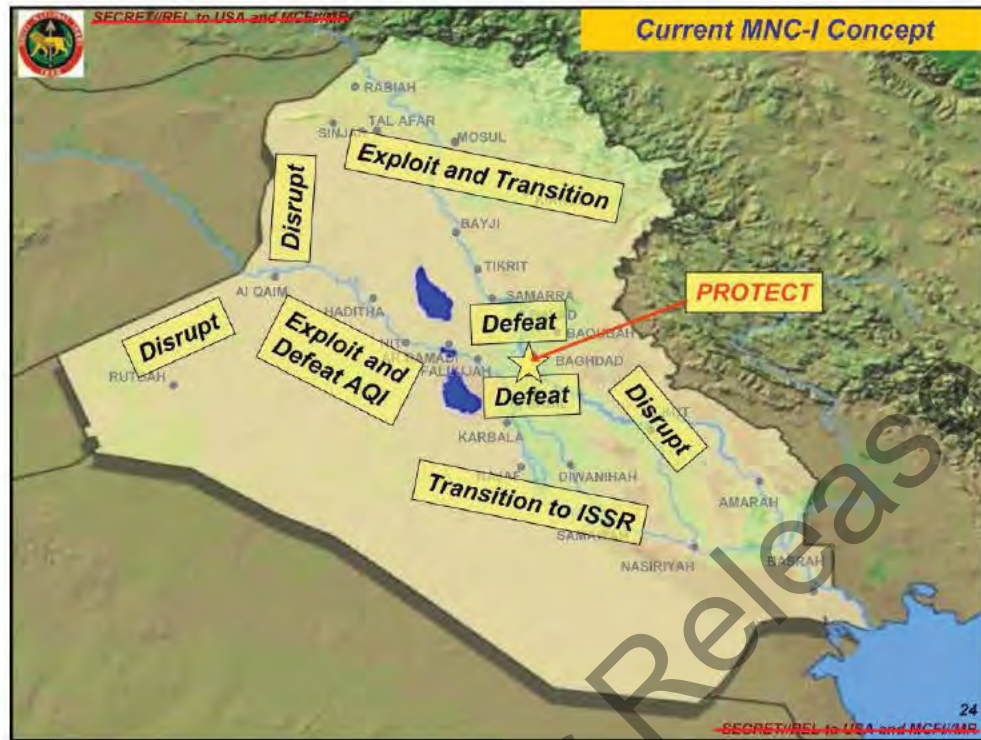 SECRET//REL to USA and MCFI//MR
Current MNC-I Concept
RABIAH
TAL AFAR
MOSUL
Exploit and Transition
Disrupt
BAYJI
TIKRIT
AI QAIM
SAMARRA
PROTECT
HADITHA
Defeat
BAQUBAH
Disrupt
Exploit and
Defeat AQI
BAGHDAD
RUTBAH
Defeat
Disrupt
KARBALA
DIWANIHAH
Transition to ISSR
AMARAH
NASIRIYAH
BASRAH
24
SECRET//REL to USA and MCFI//MR
Releas